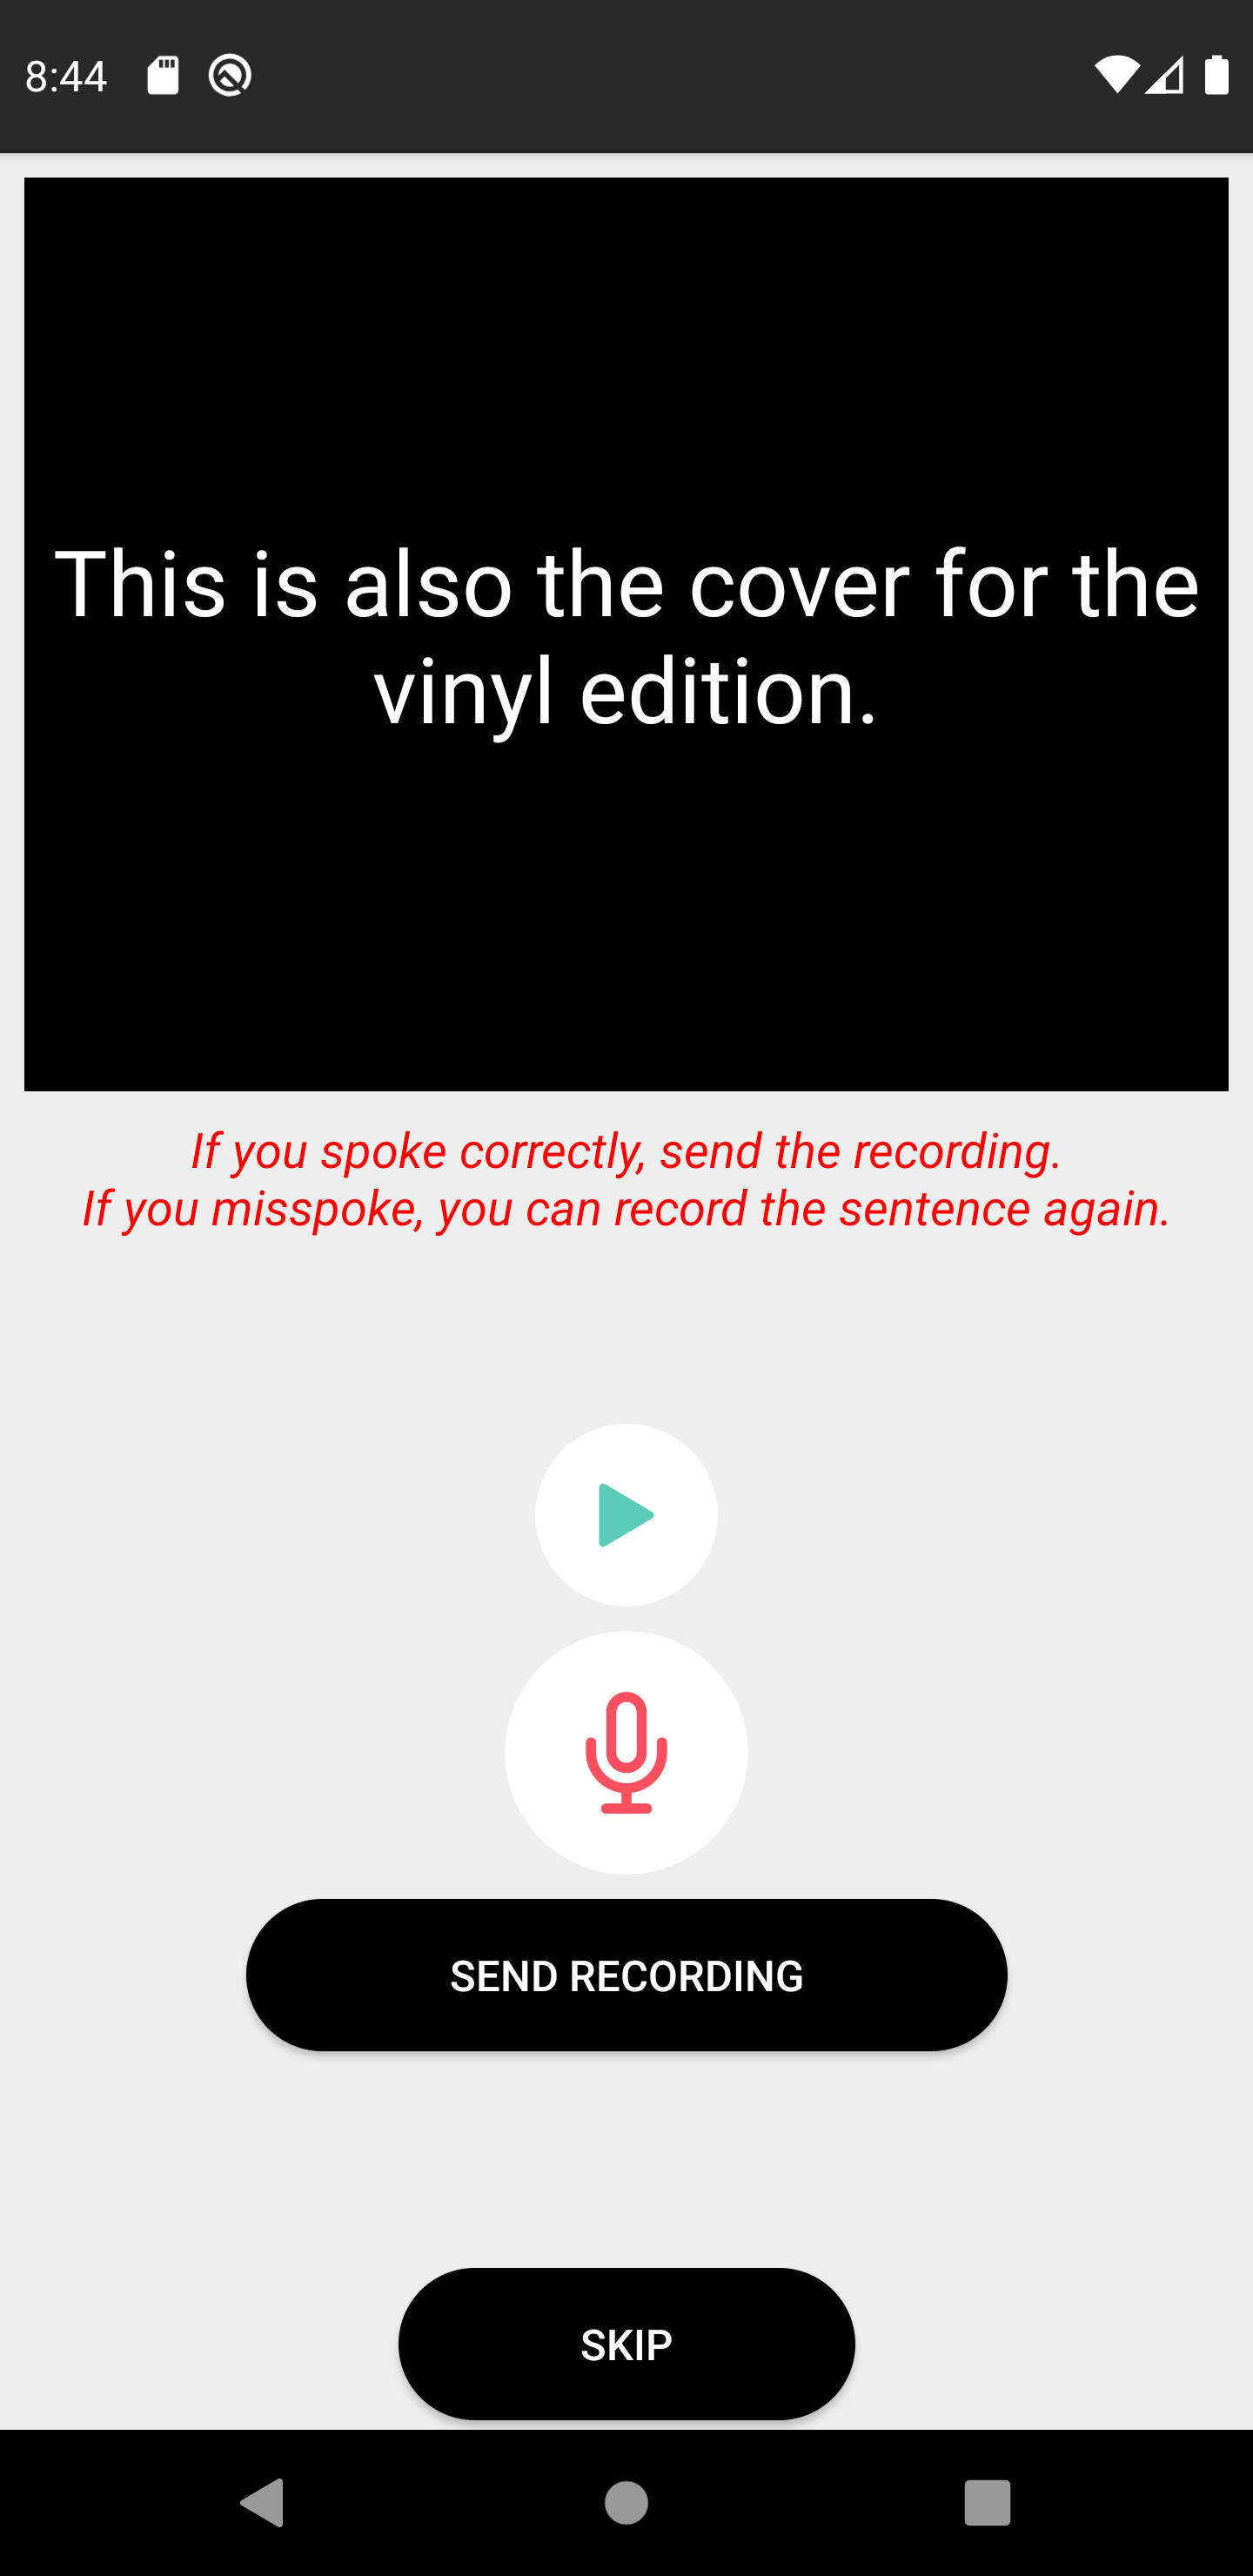 8:44
This is also the cover for the
vinyl edition.
If you spoke correctly, send the recording.
If you misspoke, you can record the sentence again.
SEND RECORDING
SKIP